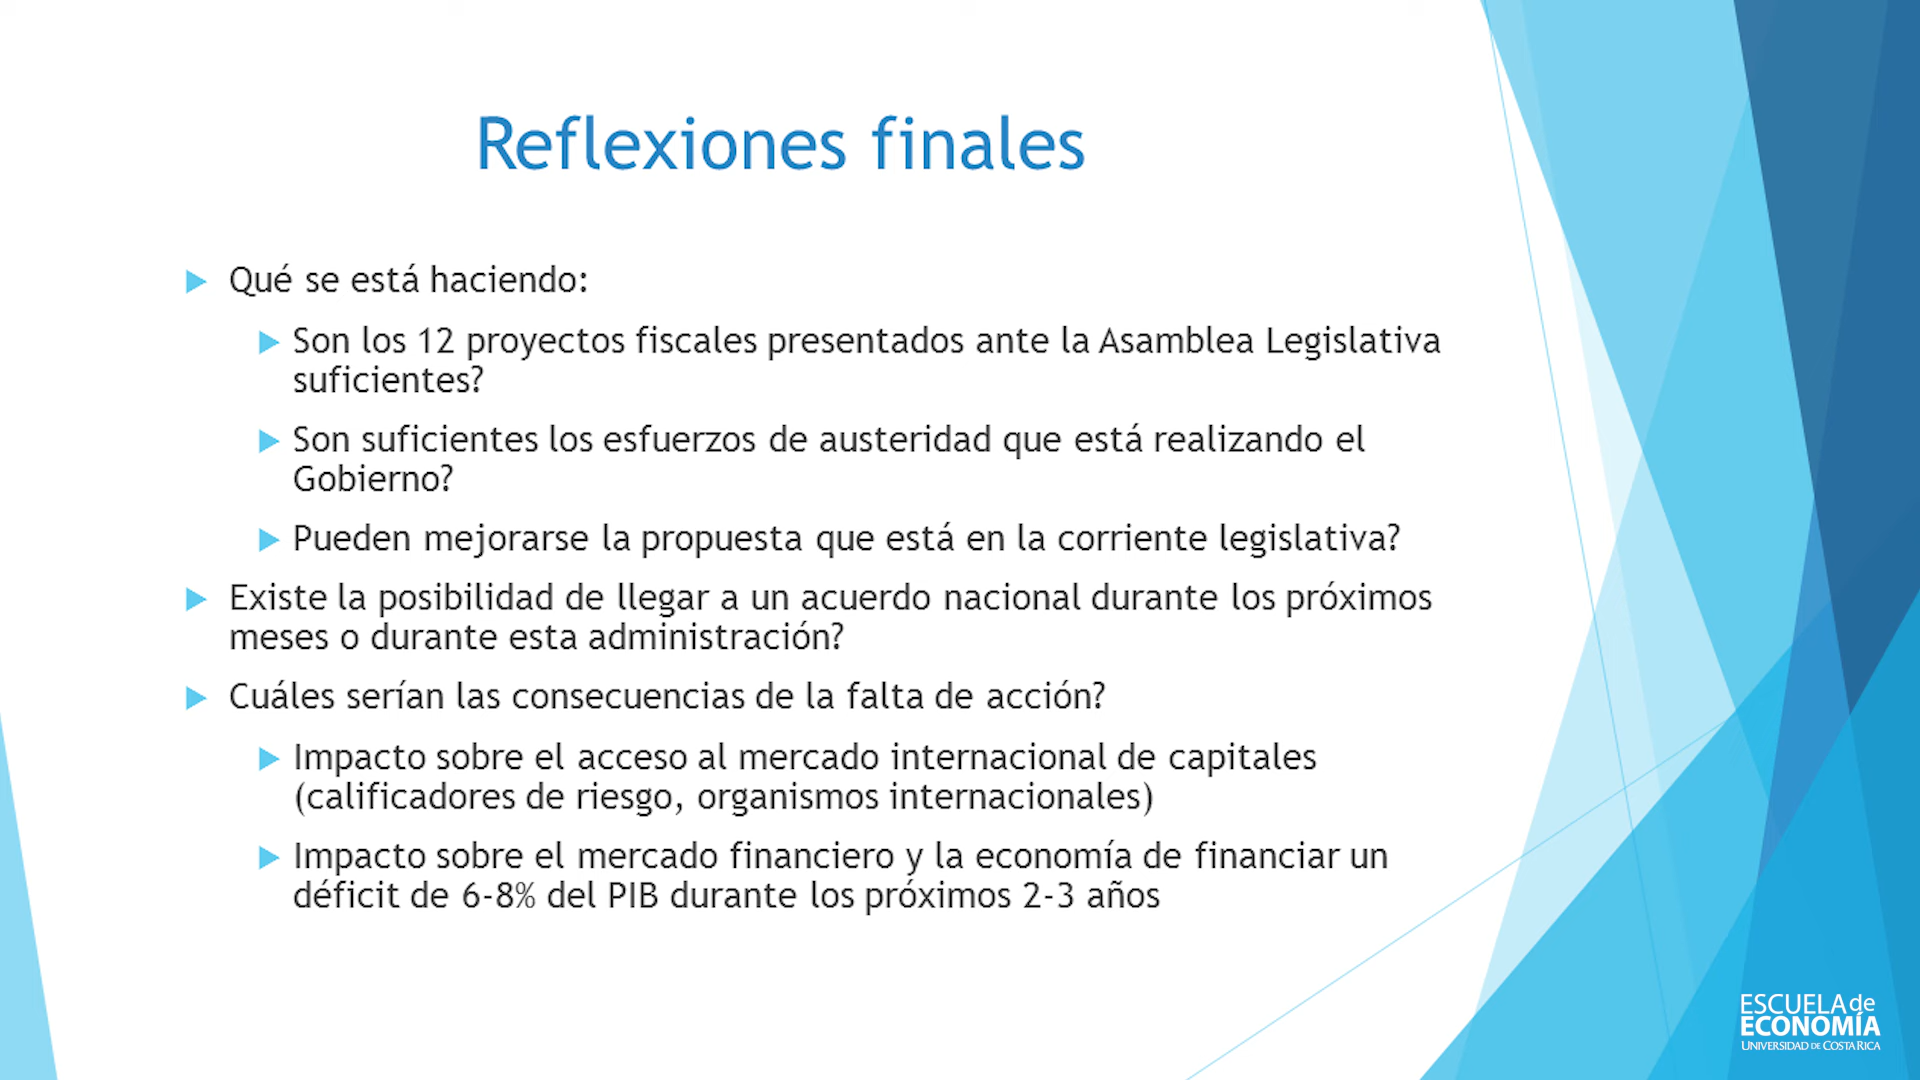 Reflexiones finales
Qué se está haciendo:
Son los 12 proyectos fiscales presentados ante la Asamblea Legislativa
suficientes?
Son suficientes los esfuerzos de austeridad que está realizando el
Gobierno?
Pueden mejorarse la propuesta que está en la corriente legislativa?
Existe la posibilidad de llegar a un acuerdo nacional durante los próximos
meses o durante esta administración?
Cuáles serían las consecuencias de la falta de acción?
Impacto sobre el acceso al mercado internacional de capitales
(calificadores de riesgo, organismos internacionales)
Impacto sobre el mercado financiero y la economía de financiar un
déficit de 6-8% del PIB durante los próximos 2-3 años
ESCUELA de
ECONOMÍA
UNIVERSIDAD DE COSTA RICA